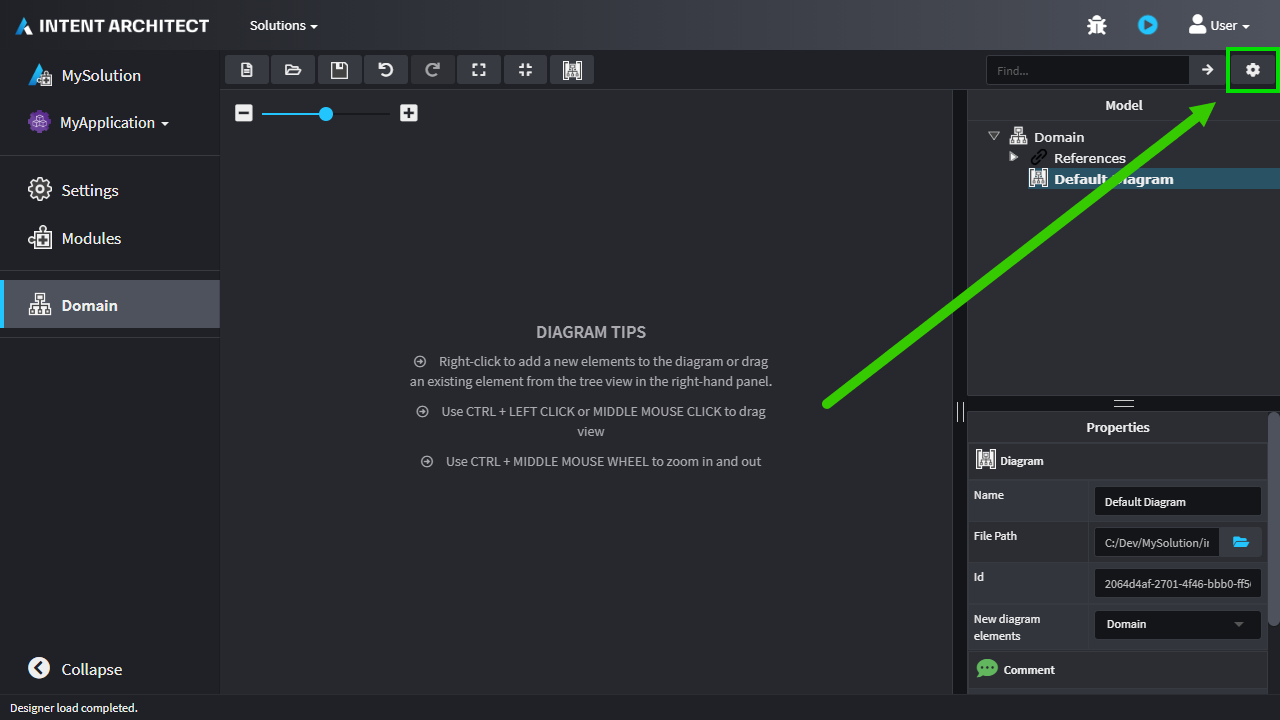 INTENT ARCHITECT
Solutions
User
MySolution
MyApplication
Settings
Modules
Domain
Collapse
Find...
DIAGRAM TIPS
Right-click to add a new elements to the diagram or drag
an existing element from the tree view in the right-hand panel.
Use CTRL + LEFT CLICK or MIDDLE MOUSE CLICK to drag
view
Use CTRL + MIDDLE MOUSE WHEEL to zoom in and out
Model
Domain
References
Default Diagram
Properties
Diagram
Name
Default Diagram
File Path
C:/Dev/MySolution/in
Id
2064d4af-2701-4f46-bbb0-ff5
New diagram
elements
Domain
Comment
Designer load completed.